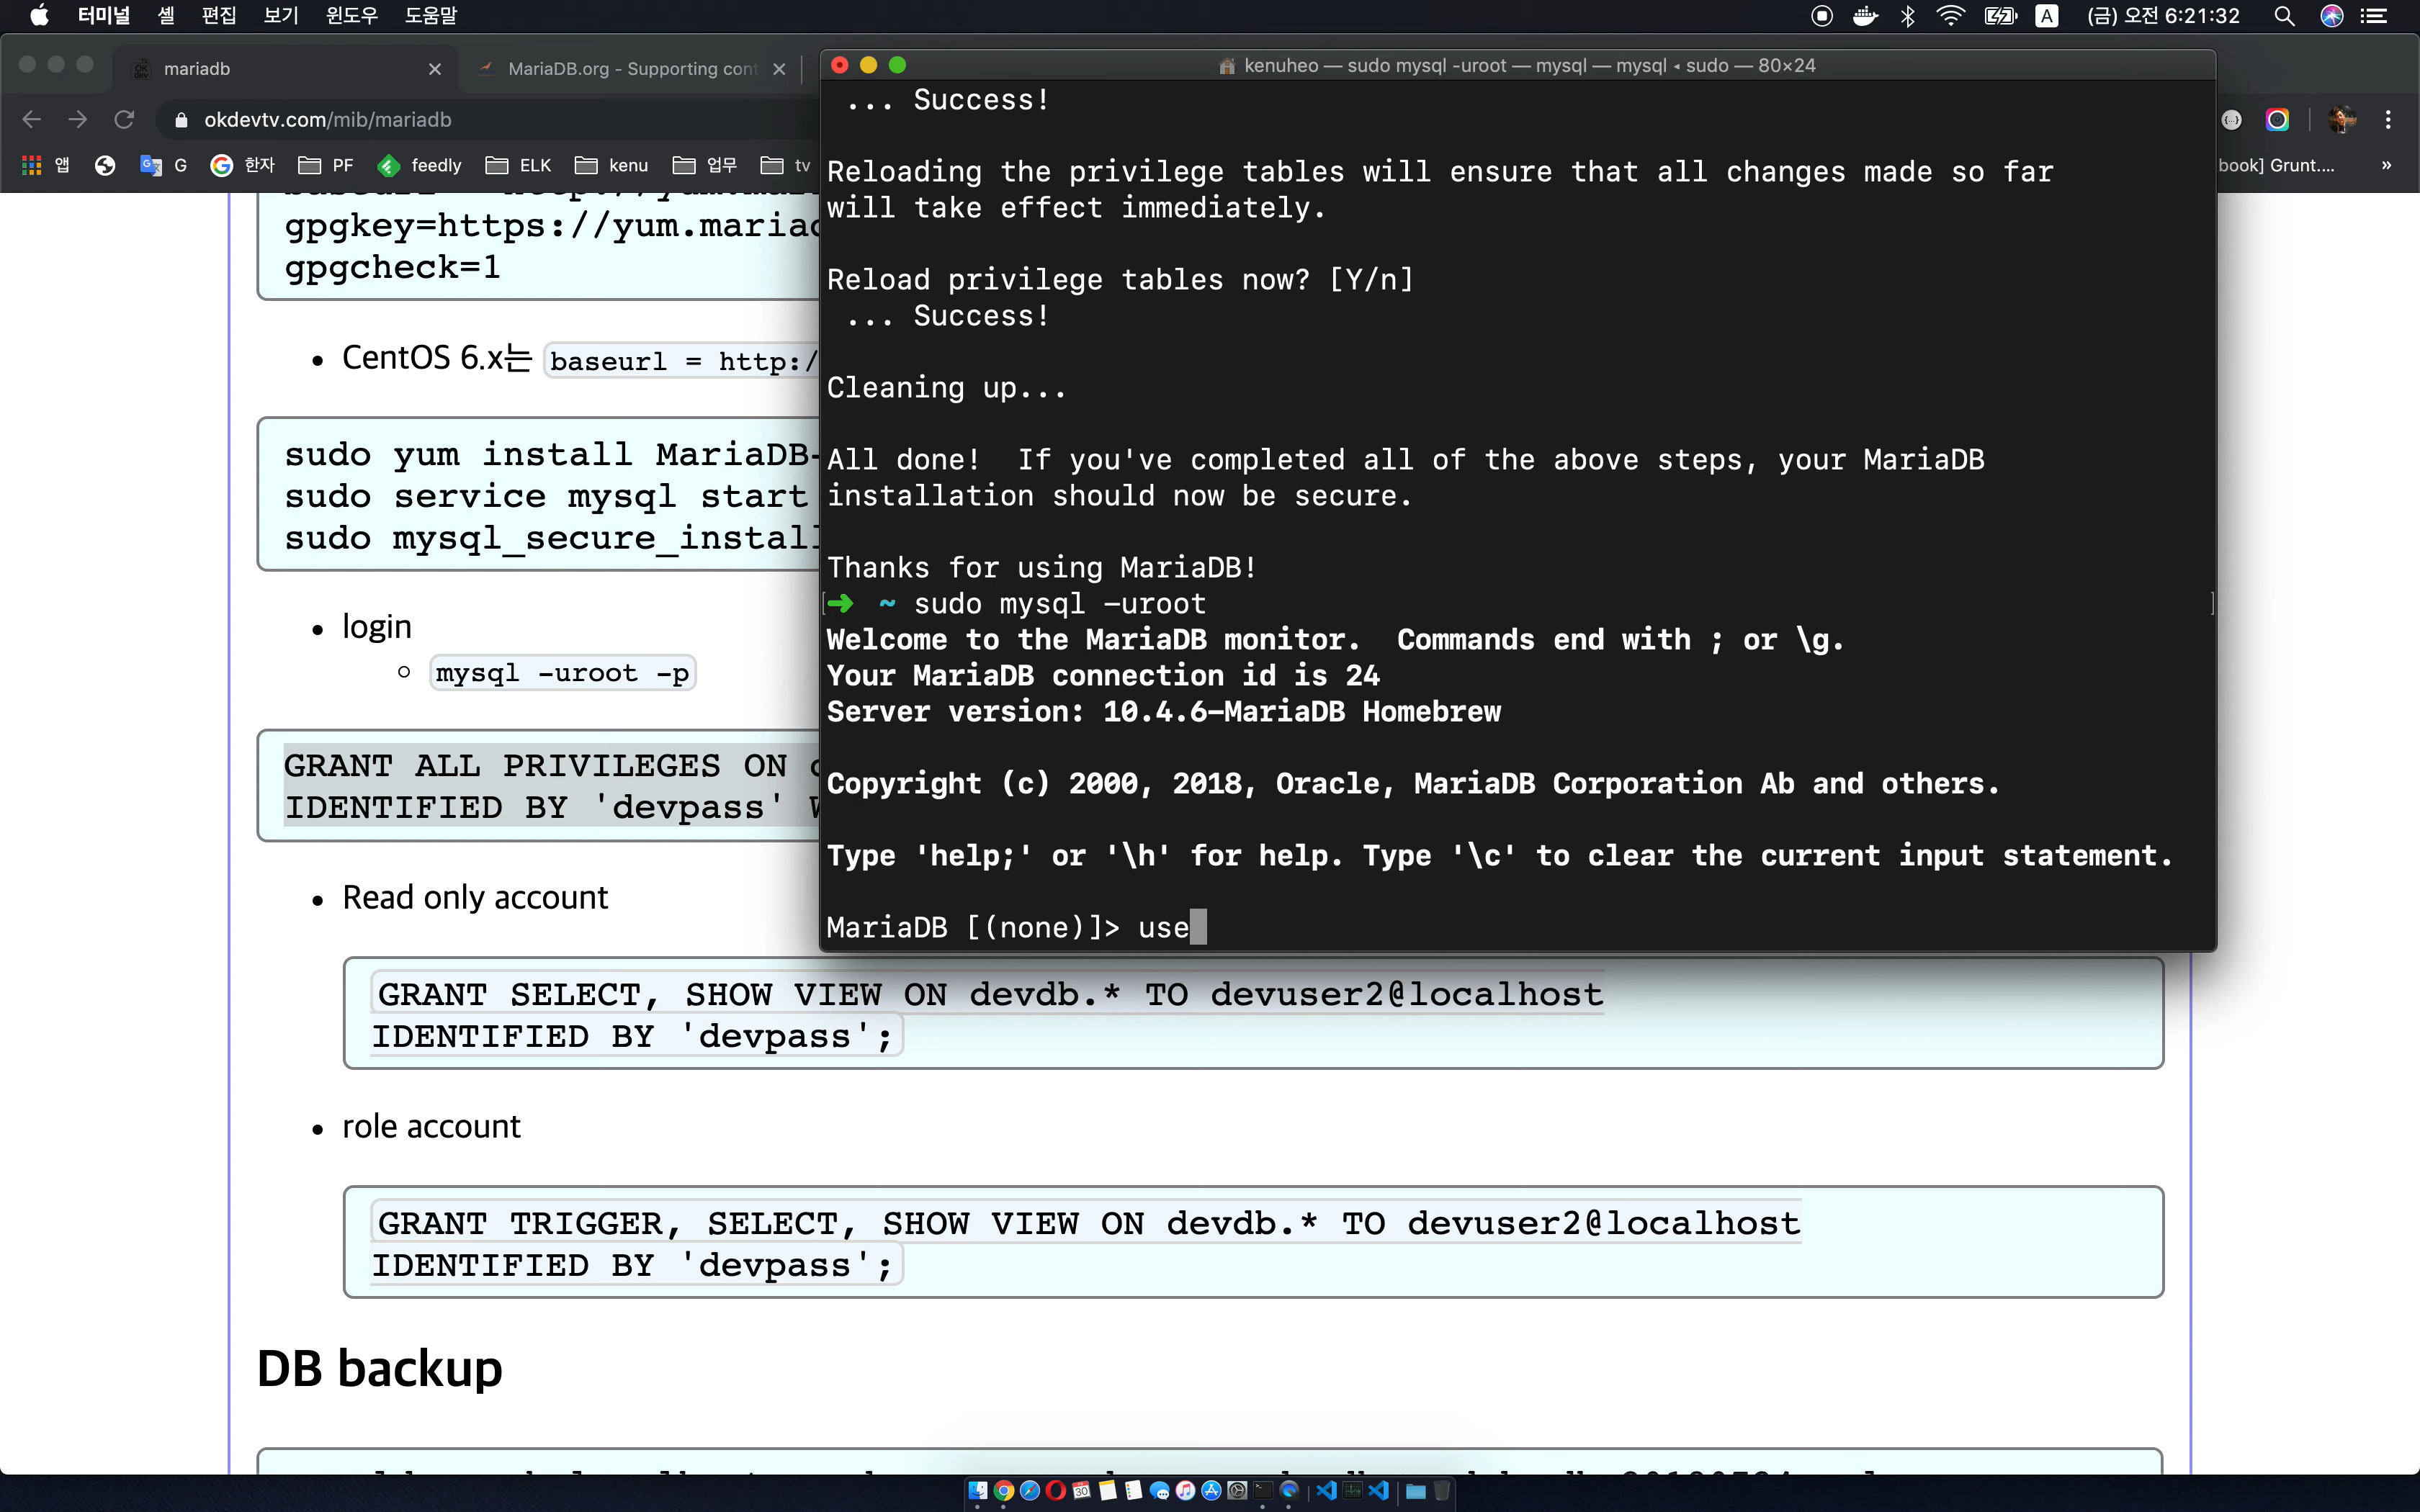 터미널 셸 편집 보기 윈도우 도움말
A (금) 오전 6:21:32
mariadb
MariaDB.org - Supporting cont
okdevtv.com/mib/mariadb
앱 G 한자 PF feedly ELK kenu 업무 tv
book] Grunt.... »
gpgkey=https://yum.maria
gpgcheck=1
CentOS 6.x는 baseurl = http:/
sudo yum install MariaDB-
sudo service mysql start
sudo mysql_secure_install
login
mysql -uroot -p
GRANT ALL PRIVILEGES ON
IDENTIFIED BY 'devpass'
Read only account
GRANT SELECT, SHOW VIEW ON devdb.* TO devuser2@localhost
IDENTIFIED BY 'devpass';
role account
GRANT TRIGGER, SELECT, SHOW VIEW ON devdb.* TO devuser2@localhost
IDENTIFIED BY 'devpass';
DB backup
kenuheo — sudo mysql -uroot — mysql — mysql ◂ sudo — 80×24
... Success!
Reloading the privilege tables will ensure that all changes made so far
will take effect immediately.
Reload privilege tables now? [Y/n]
... Success!
Cleaning up...
All done!  If you've completed all of the above steps, your MariaDB
installation should now be secure.
Thanks for using MariaDB!
[➜ ~ sudo mysql -uroot ]
Welcome to the MariaDB monitor.  Commands end with ; or \g.
Your MariaDB connection id is 24
Server version: 10.4.6-MariaDB Homebrew
Copyright (c) 2000, 2018, Oracle, MariaDB Corporation Ab and others.
Type 'help;' or '\h' for help. Type '\c' to clear the current input statement.
MariaDB [(none)]> use